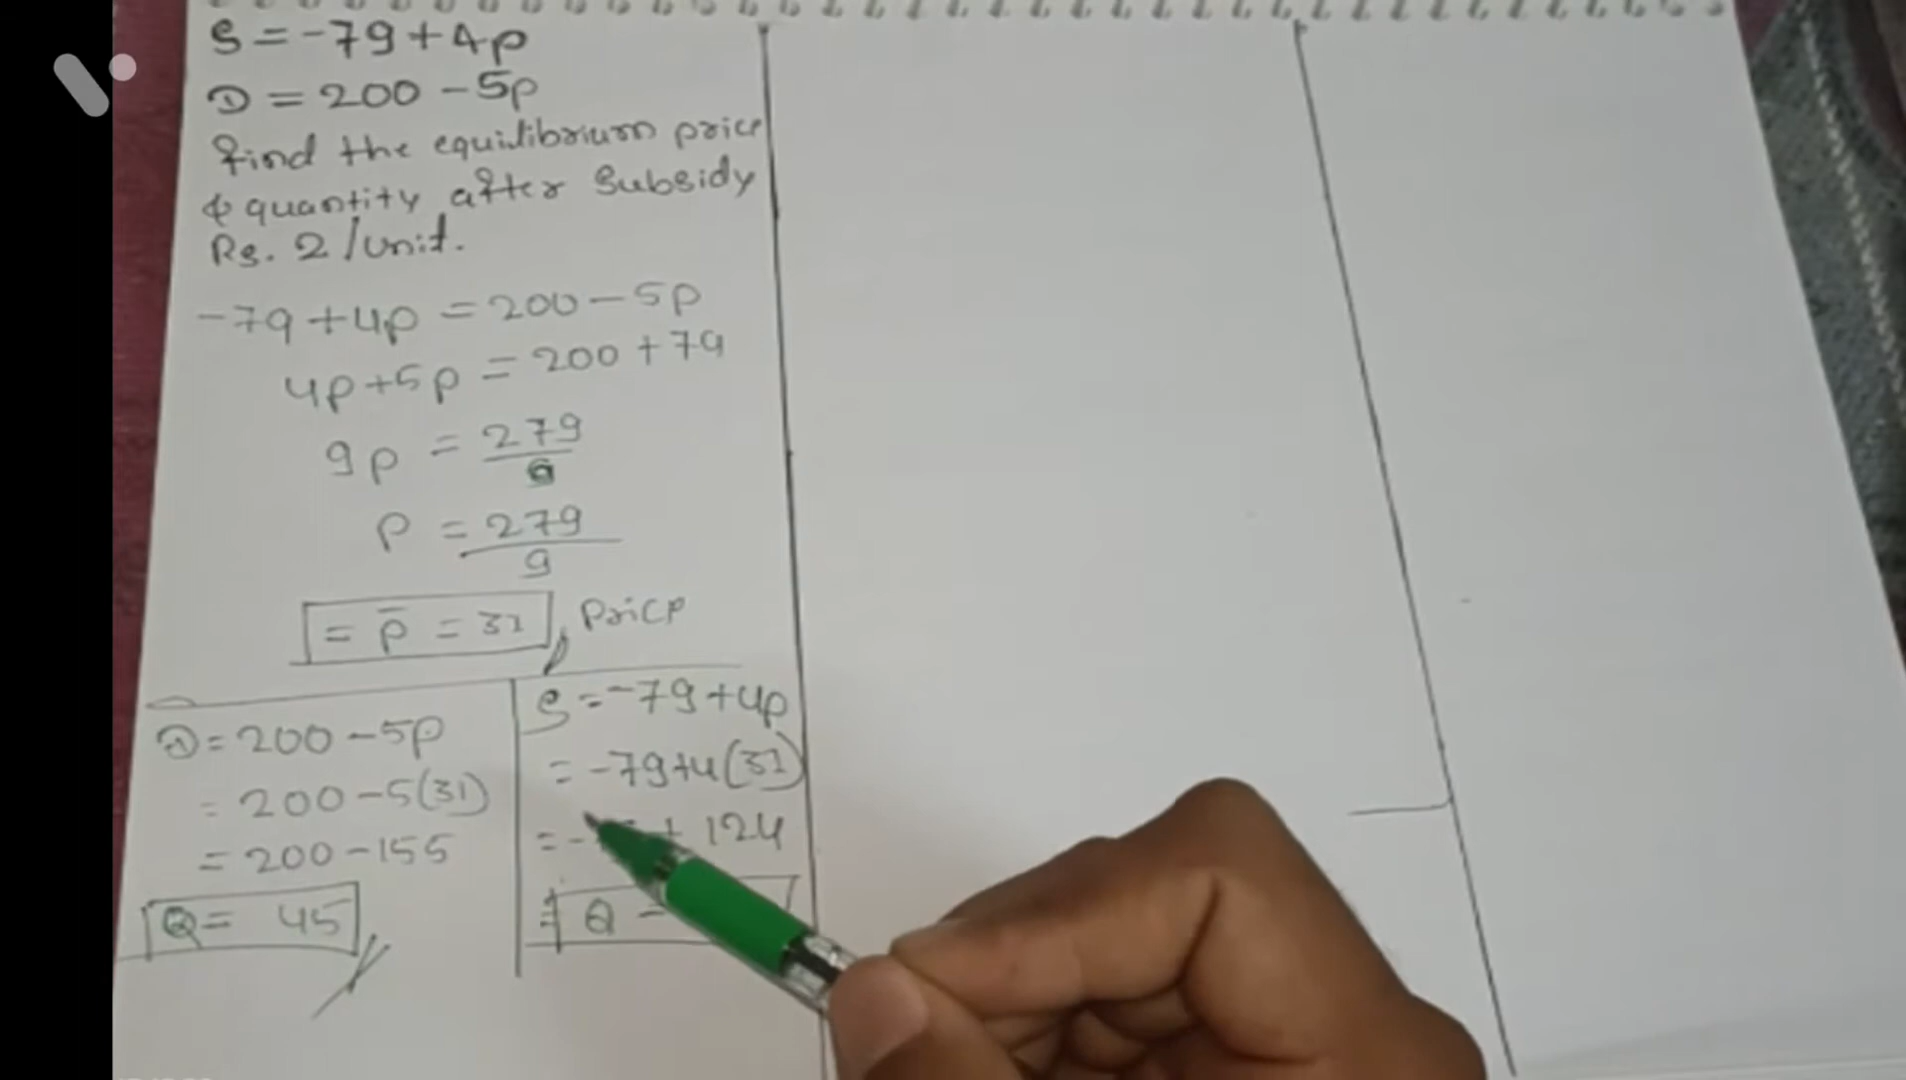 S = -79 + 4p
D = 200 - 5p
find the equilibrium price
& quantity after subsidy
Rs. 2 / unit.
-79 + 4p = 200 - 5p
4p + 5p = 200 + 79
9p = 279 / 9
P = 279 / 9
= p̄ = 31 , Price
D = 200 - 5p
= 200 - 5(31)
= 200 - 155
Q = 45
S = -79 + 4p
= -79 + 4(31)
= - + 124
= Q =